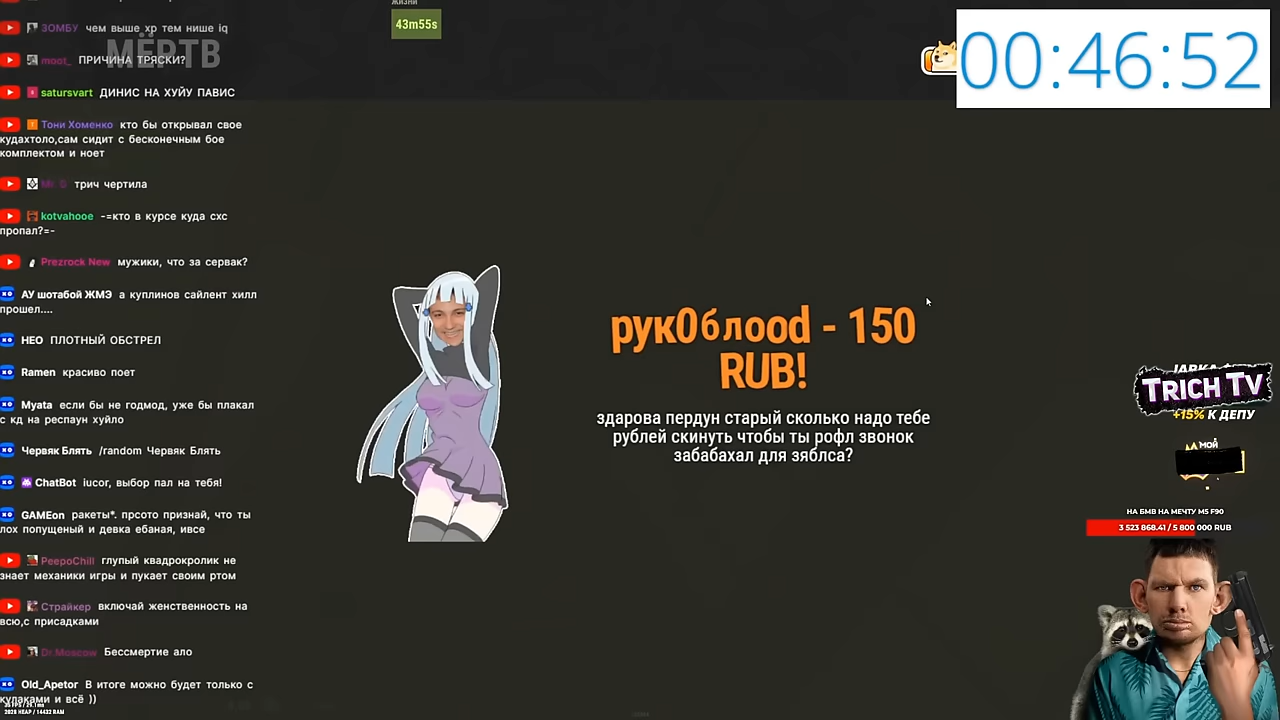 ЗОМБУ чем выше хр тем нише iq
МЁРТВ
moot_ ПРИЧИНА ТРЯСКИ?
satursvart ДИНИС НА ХУЙУ ПАВИС
Тони Хоменко кто бы открывал свое
кудахтоло,сам сидит с бесконечным бое
комплектом и ноет
Mr. D трич чертила
kotvahooe -=кто в курсе куда схс
пропал?=-
Prezrock New мужики, что за сервак?
АУ шотабой ЖМЭ а куплинов сайлент хилл
прошел....
НЕО ПЛОТНЫЙ ОБСТРЕЛ
Ramen красиво поет
Myata если бы не годмод, уже бы плакал
с кд на респаун хуйло
Червяк Блять /random Червяк Блять
ChatBot iucor, выбор пал на тебя!
GAMEon ракеты*. прсото признай, что ты
лох попущеный и девка ебаная, ивсе
PeepoChill глупый квадрокролик не
знает механики игры и пукает своим ртом
Страйкер включай женственность на
всю,с присадками
Dr Moscow Бессмертие ало
Old_Apetor В итоге можно будет только с
кулаками и всё ))
жизни
43m55s
00:46:52
рук0блооd - 150
RUB!
здарова пердун старый сколько надо тебе
рублей скинуть чтобы ты рофл звонок
забабахал для зяблса?
TRICH TV
+15% К ДЕПУ
МОЙ
НА БМВ НА МЕЧТУ M5 F90
3 523 868.41 / 5 800 000 RUB